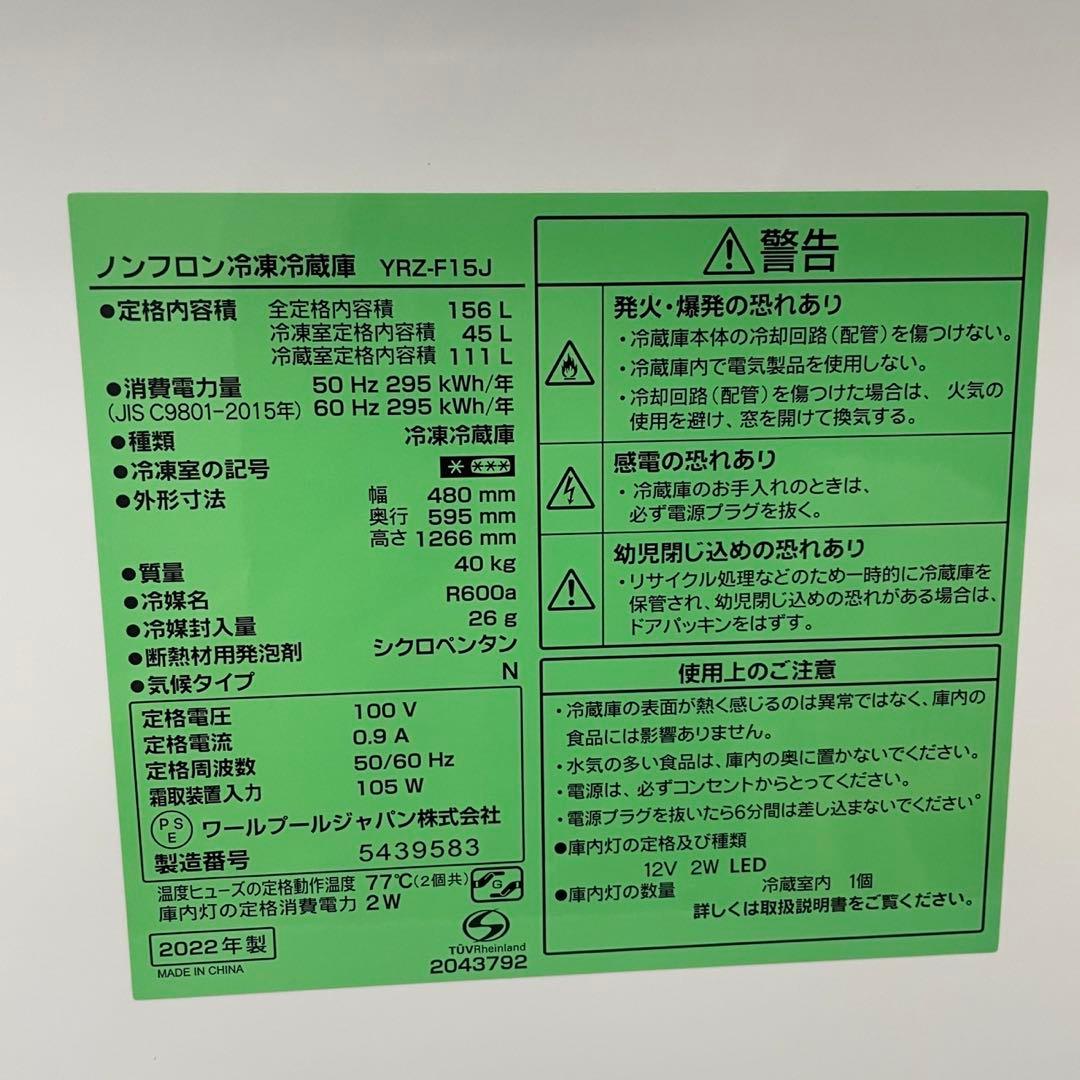 ノンフロン冷凍冷蔵庫 YRZ-F15J
●定格内容積 全定格内容積 156 L
冷凍室定格内容積 45 L
冷蔵室定格内容積 111 L
●消費電力量 50 Hz 295 kWh/年
(JIS C9801-2015年) 60 Hz 295 kWh/年
●種類 冷凍冷蔵庫
●冷凍室の記号
●外形寸法 幅 480 mm
奥行 595 mm
高さ 1266 mm
●質量 40 kg
●冷媒名 R600a
●冷媒封入量 26 g
●断熱材用発泡剤 シクロペンタン
●気候タイプ N
定格電圧 100 V
定格電流 0.9 A
定格周波数 50/60 Hz
霜取装置入力 105 W
PSE ワールプールジャパン株式会社
製造番号 5439583
温度ヒューズの定格動作温度 77℃(2個共)
G
庫内灯の定格消費電力 2W
2022年製
MADE IN CHINA
TÜVRheinland
2043792
警告
発火・爆発の恐れあり
・冷蔵庫本体の冷却回路(配管)を傷つけない。
・冷蔵庫内で電気製品を使用しない。
・冷却回路(配管)を傷つけた場合は、火気の
使用を避け、窓を開けて換気する。
感電の恐れあり
・冷蔵庫のお手入れのときは、
必ず電源プラグを抜く。
幼児閉じ込めの恐れあり
・リサイクル処理などのため一時的に冷蔵庫を
保管され、幼児閉じ込めの恐れがある場合は、
ドアパッキンをはずす。
使用上のご注意
・冷蔵庫の表面が熱く感じるのは異常ではなく、庫内の
食品には影響ありません。
・水気の多い食品は、庫内の奥に置かないでください。
・電源は、必ずコンセントからとってください。
・電源プラグを抜いたら6分間は差し込まないでください。
●庫内灯の定格及び種類
12V 2W LED
●庫内灯の数量 冷蔵室内 1個
詳しくは取扱説明書をご覧ください。